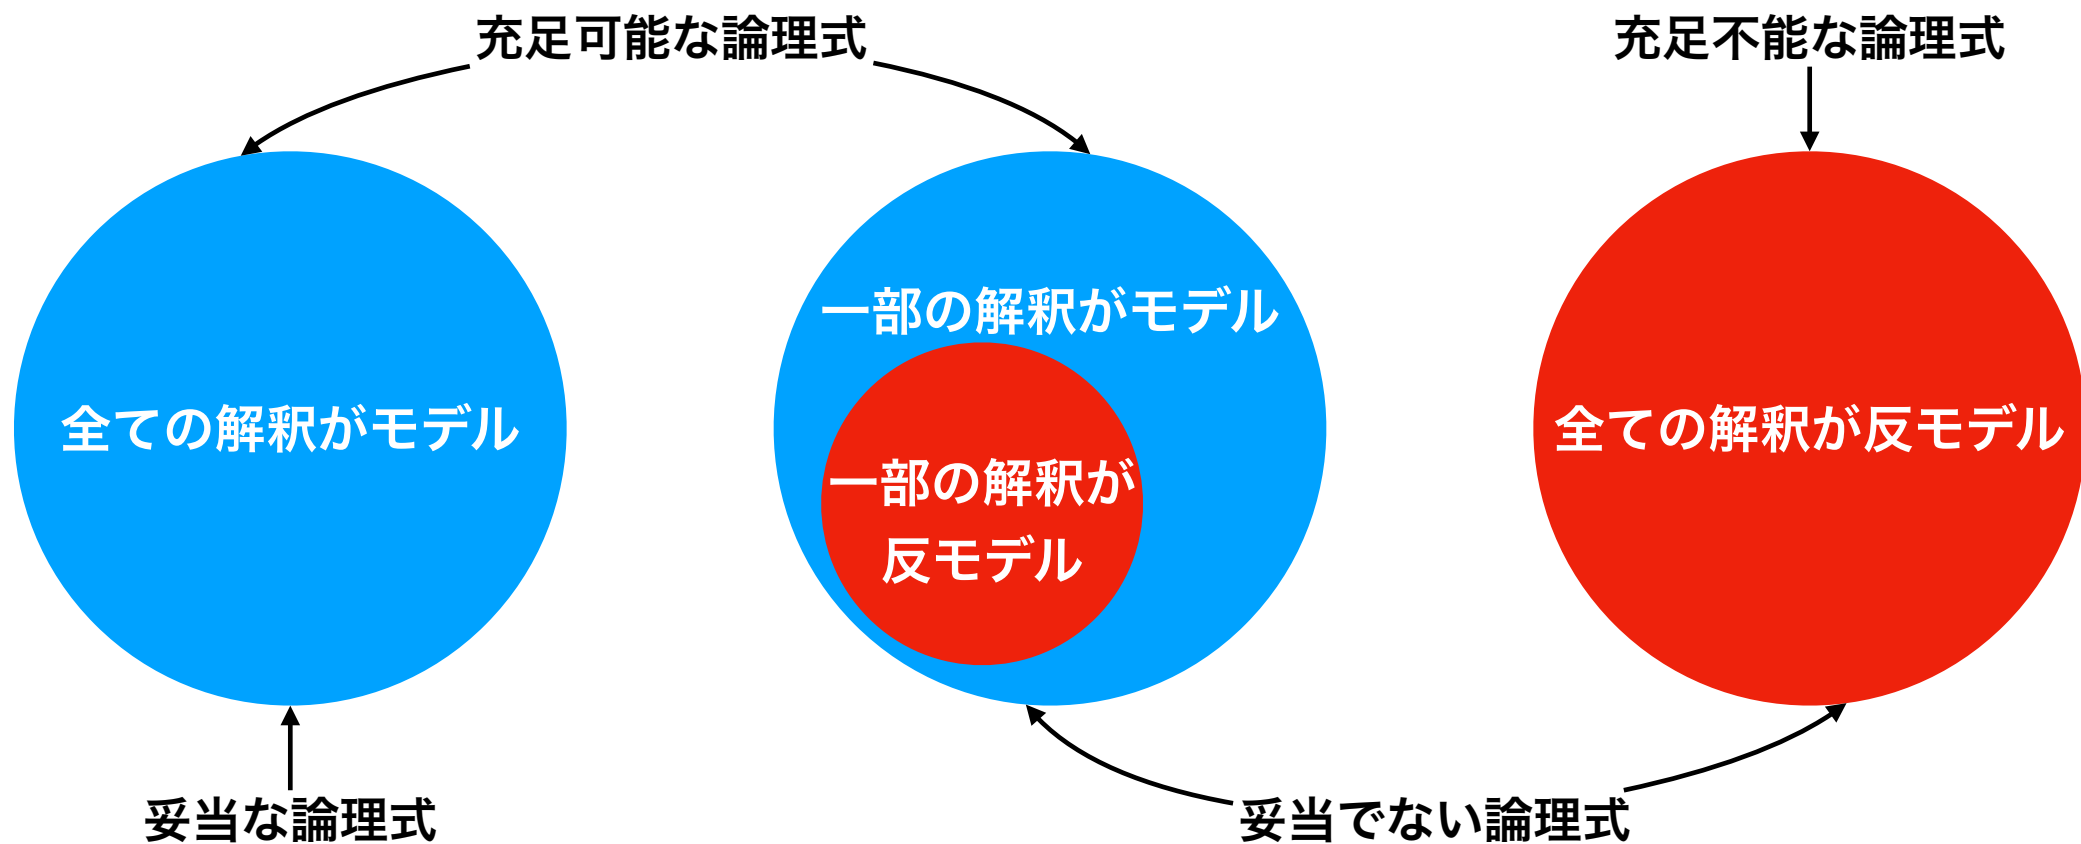 充足可能な論理式
充足不能な論理式
全ての解釈がモデル
一部の解釈がモデル
一部の解釈が
反モデル
全ての解釈が反モデル
妥当な論理式
妥当でない論理式